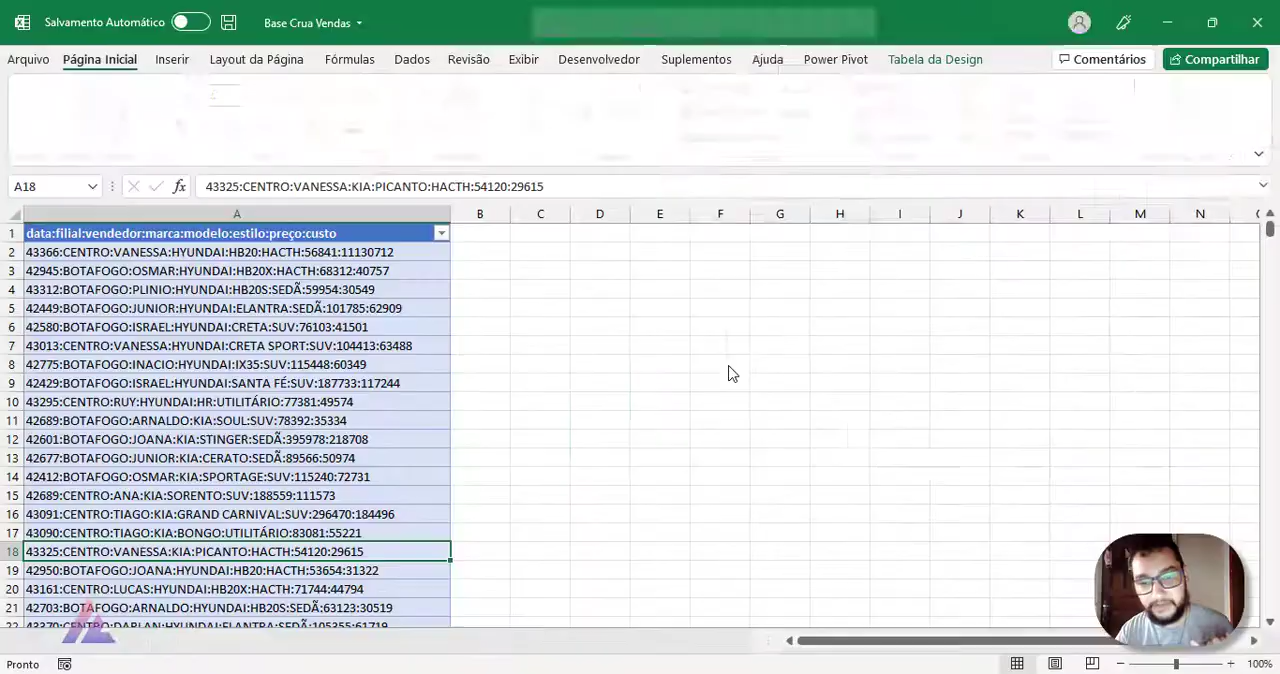 Salvamento Automático
Base Crua Vendas
Arquivo Página Inicial Inserir Layout da Página Fórmulas Dados Revisão Exibir Desenvolvedor Suplementos Ajuda Power Pivot Tabela da Design Comentários Compartilhar
A18 fx 43325:CENTRO:VANESSA:KIA:PICANTO:HACTH:54120:29615
A B C D E F G H I J K L M N
1 data:filial:vendedor:marca:modelo:estilo:preço:custo
2 43366:CENTRO:VANESSA:HYUNDAI:HB20:HACTH:56841:11130712
3 42945:BOTAFOGO:OSMAR:HYUNDAI:HB20X:HACTH:68312:40757
4 43312:BOTAFOGO:PLINIO:HYUNDAI:HB20S:SEDÃ:59954:30549
5 42449:BOTAFOGO:JUNIOR:HYUNDAI:ELANTRA:SEDÃ:101785:62909
6 42580:BOTAFOGO:ISRAEL:HYUNDAI:CRETA:SUV:76103:41501
7 43013:CENTRO:VANESSA:HYUNDAI:CRETA SPORT:SUV:104413:63488
8 42775:BOTAFOGO:INACIO:HYUNDAI:IX35:SUV:115448:60349
9 42429:BOTAFOGO:ISRAEL:HYUNDAI:SANTA FÉ:SUV:187733:117244
10 43295:CENTRO:RUY:HYUNDAI:HR:UTILITÁRIO:77381:49574
11 42689:BOTAFOGO:ARNALDO:KIA:SOUL:SUV:78392:35334
12 42601:BOTAFOGO:JOANA:KIA:STINGER:SEDÃ:395978:218708
13 42677:BOTAFOGO:JUNIOR:KIA:CERATO:SEDÃ:89566:50974
14 42412:BOTAFOGO:OSMAR:KIA:SPORTAGE:SUV:115240:72731
15 42689:CENTRO:ANA:KIA:SORENTO:SUV:188559:111573
16 43091:CENTRO:TIAGO:KIA:GRAND CARNIVAL:SUV:296470:184496
17 43090:CENTRO:TIAGO:KIA:BONGO:UTILITÁRIO:83081:55221
18 43325:CENTRO:VANESSA:KIA:PICANTO:HACTH:54120:29615
19 42950:BOTAFOGO:JOANA:HYUNDAI:HB20:HACTH:53654:31322
20 43161:CENTRO:LUCAS:HYUNDAI:HB20X:HACTH:71744:44794
21 42703:BOTAFOGO:ARNALDO:HYUNDAI:HB20S:SEDÃ:63123:30519
22 43370:CENTRO:DARLAN:HYUNDAI:ELANTRA:SEDÃ:105355:61719
Pronto 100%